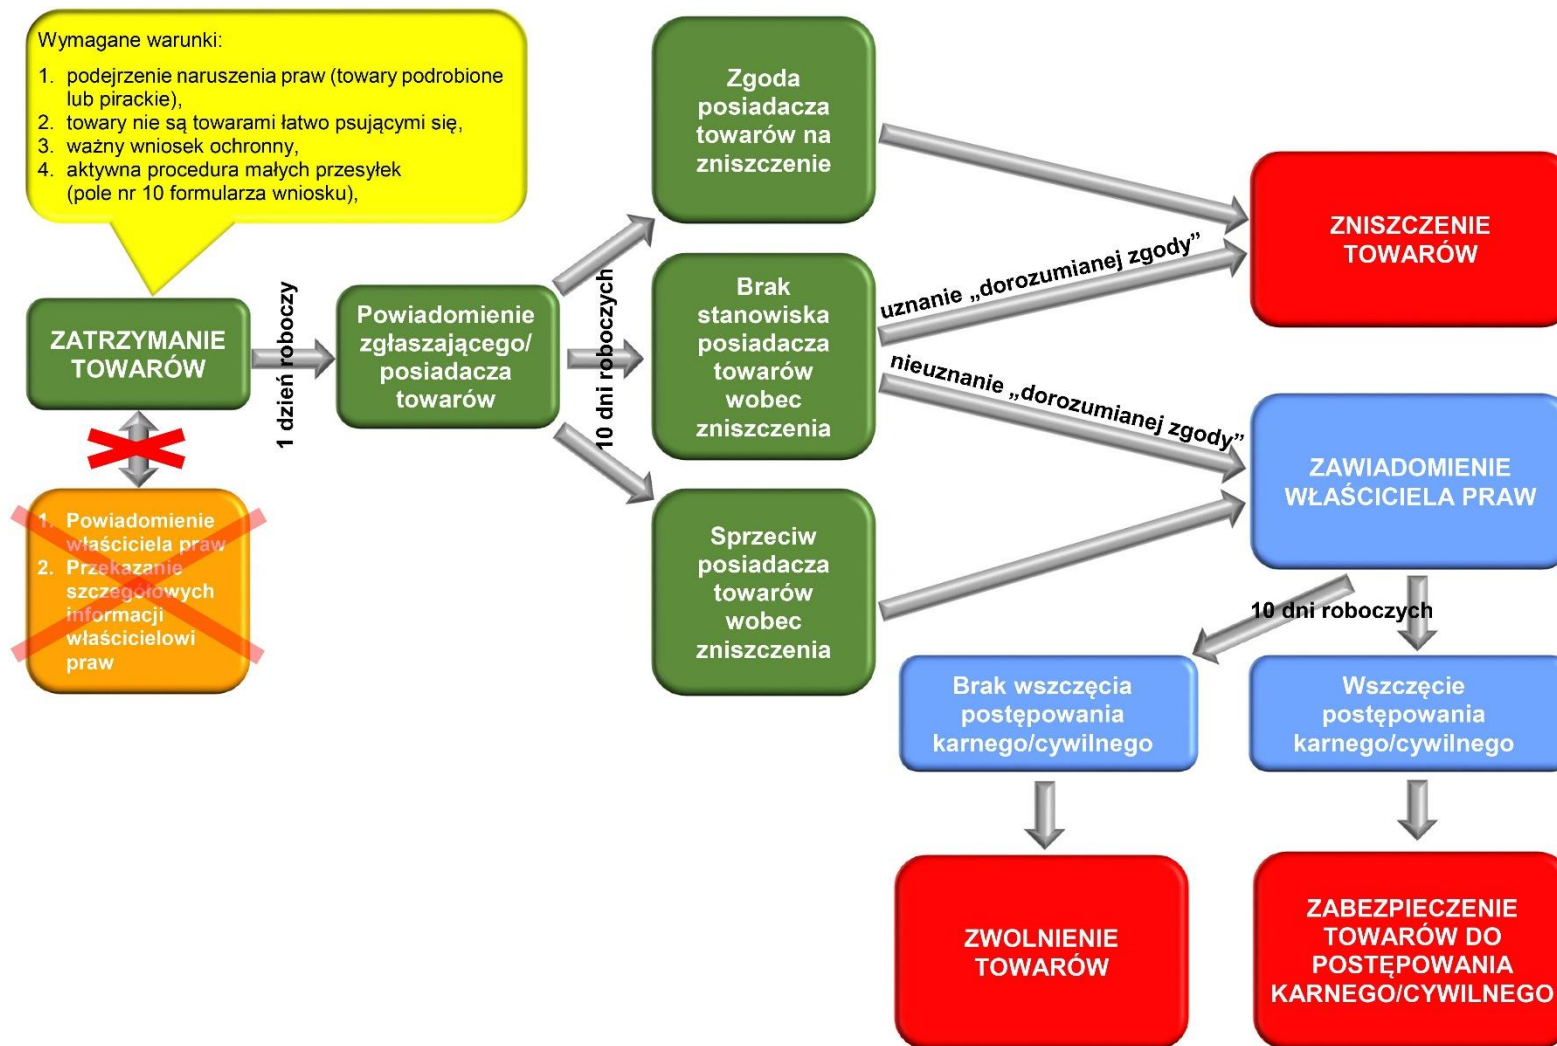 Wymagane warunki:
1. podejrzenie naruszenia praw (towary podrobione
lub pirackie),
2. towary nie są towarami łatwo psującymi się,
3. ważny wniosek ochronny,
4. aktywna procedura małych przesyłek
(pole nr 10 formularza wniosku),
ZATRZYMANIE
TOWARÓW
1. Powiadomienie
właściciela praw
2. Przekazanie
szczegółowych
informacji
właścicielowi
praw
1 dzień roboczy
Powiadomienie
zgłaszającego/
posiadacza
towarów
10 dni roboczych
Zgoda
posiadacza
towarów na
zniszczenie
Brak
stanowiska
posiadacza
towarów
wobec
zniszczenia
Sprzeciw
posiadacza
towarów
wobec
zniszczenia
uznanie „dorozumianej zgody”
nieuznanie „dorozumianej zgody”
ZNISZCZENIE
TOWARÓW
ZAWIADOMIENIE
WŁAŚCICIELA PRAW
10 dni roboczych
Brak wszczęcia
postępowania
karnego/cywilnego
Wszczęcie
postępowania
karnego/cywilnego
ZWOLNIENIE
TOWARÓW
ZABEZPIECZENIE
TOWARÓW DO
POSTĘPOWANIA
KARNEGO/CYWILNEGO